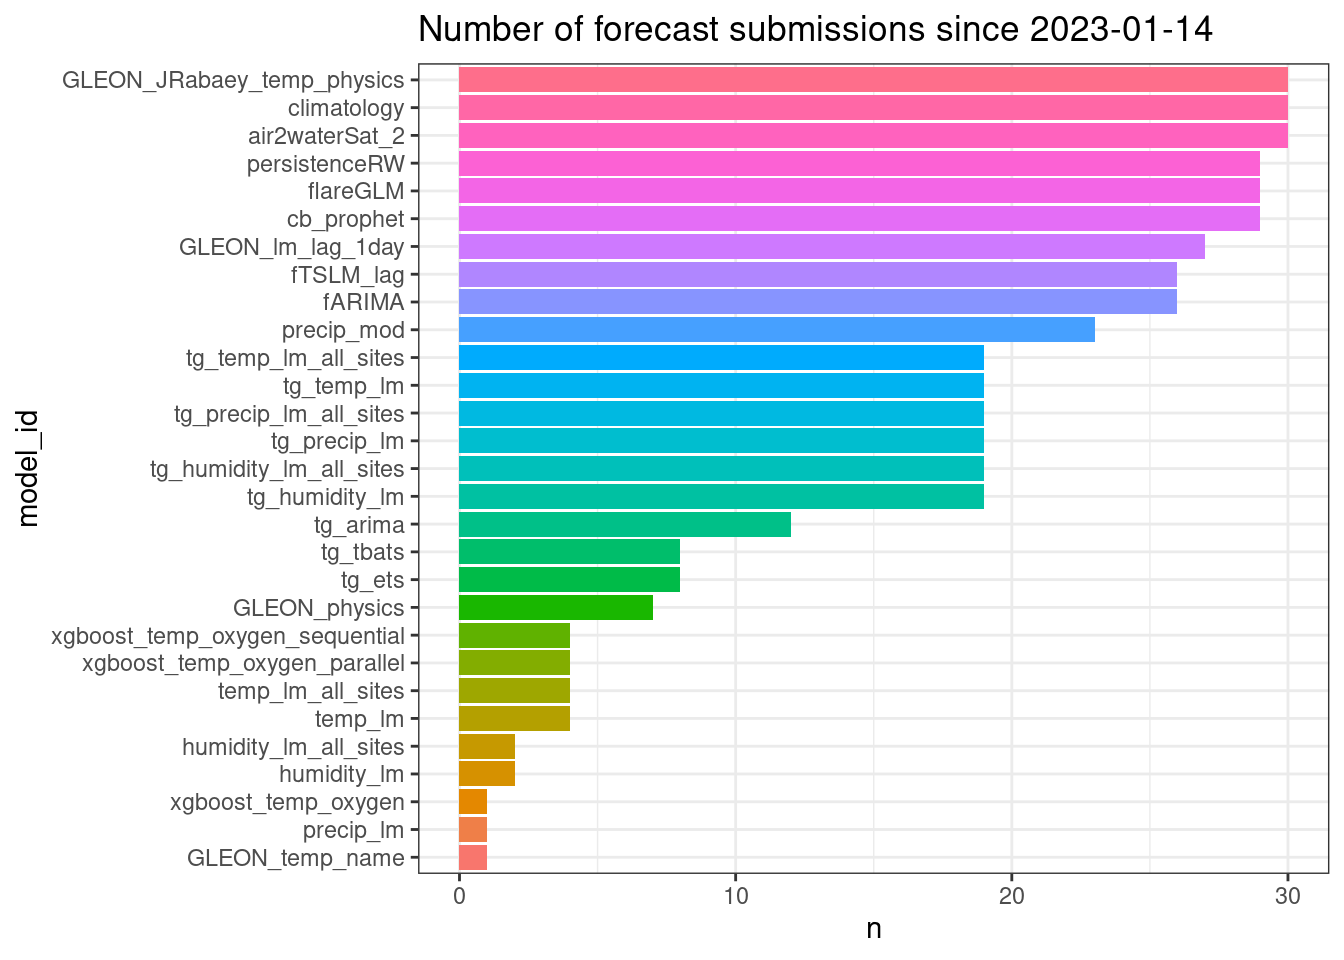 Number of forecast submissions since 2023-01-14
GLEON_JRabaey_temp_physics
climatology
air2waterSat_2
persistenceRW
flareGLM
cb_prophet
GLEON_lm_lag_1day
fTSLM_lag
fARIMA
precip_mod
tg_temp_lm_all_sites
tg_temp_lm
tg_precip_lm_all_sites
tg_precip_lm
tg_humidity_lm_all_sites
tg_humidity_lm
tg_arima
tg_tbats
tg_ets
GLEON_physics
xgboost_temp_oxygen_sequential
xgboost_temp_oxygen_parallel
temp_lm_all_sites
temp_lm
humidity_lm_all_sites
humidity_lm
xgboost_temp_oxygen
precip_lm
GLEON_temp_name
model_id
0 10 20 30
n